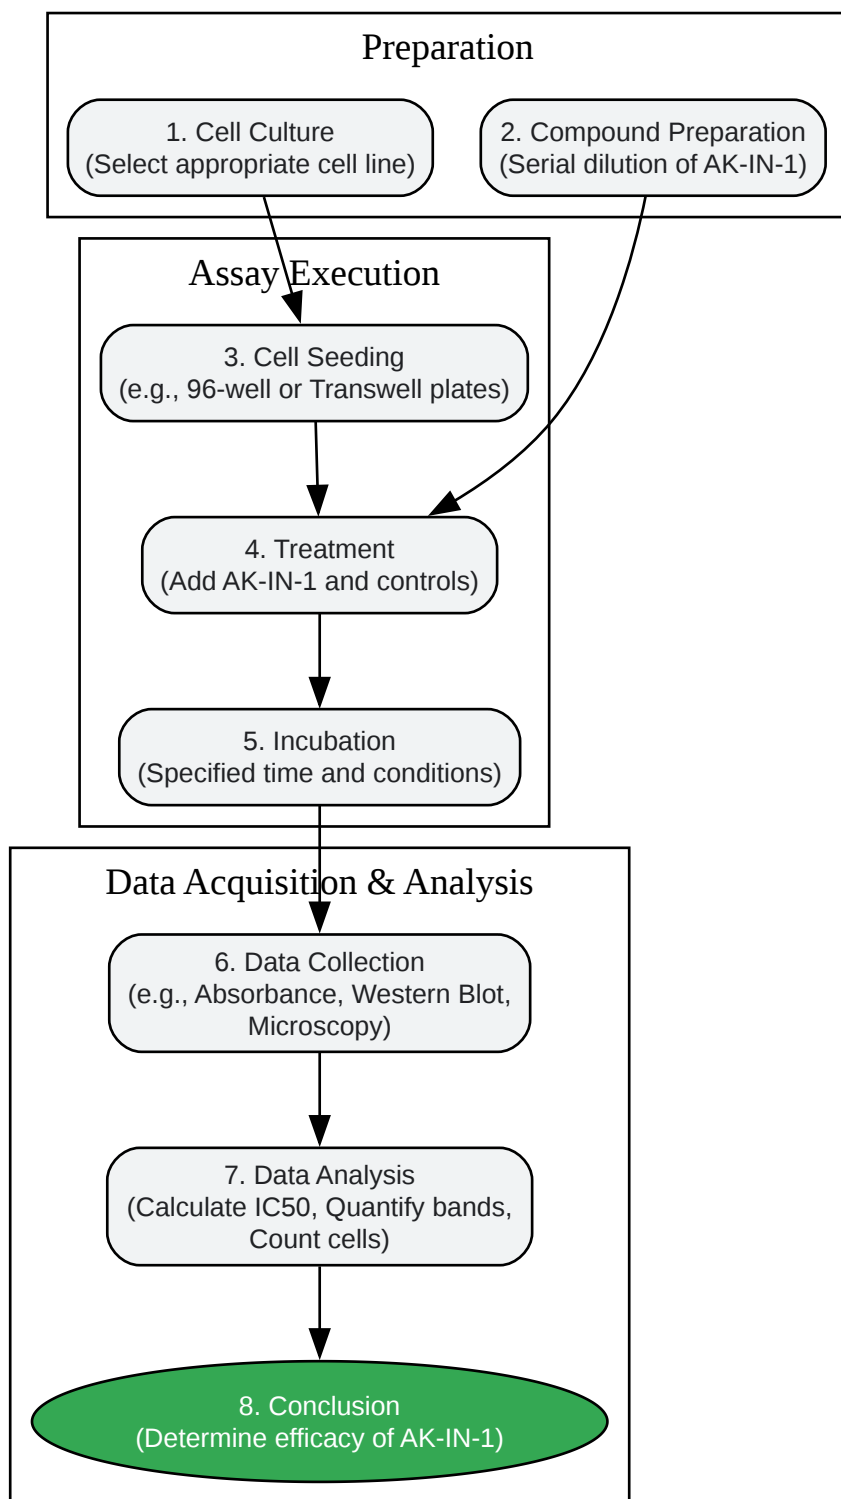 Preparation
1. Cell Culture
(Select appropriate cell line)
2. Compound Preparation
(Serial dilution of AK-IN-1)
Assay Execution
3. Cell Seeding
(e.g., 96-well or Transwell plates)
4. Treatment
(Add AK-IN-1 and controls)
5. Incubation
(Specified time and conditions)
Data Acquisition & Analysis
6. Data Collection
(e.g., Absorbance, Western Blot,
Microscopy)
7. Data Analysis
(Calculate IC50, Quantify bands,
Count cells)
8. Conclusion
(Determine efficacy of AK-IN-1)